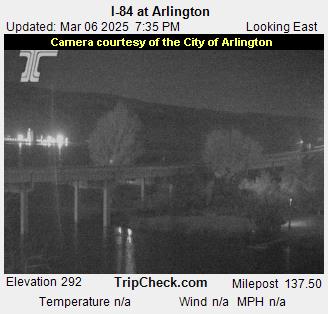 I-84 at Arlington
Updated: Mar 06 2025 7:35 PM Looking East
Camera courtesy of the City of Arlington
Elevation 292 TripCheck.com Milepost 137.50
Temperature n/a Wind n/a MPH n/a